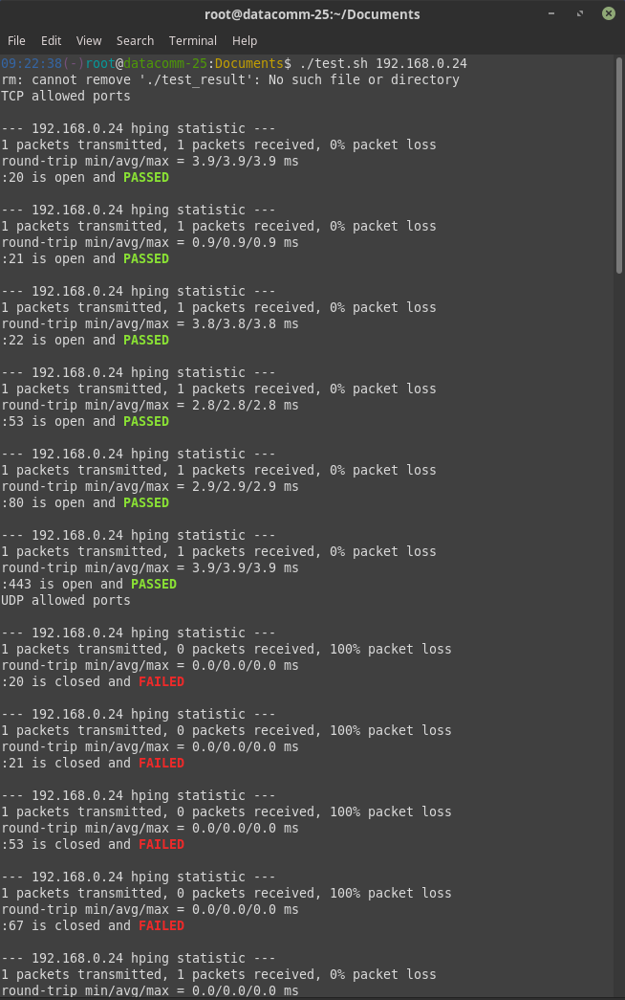 root@datacomm-25:~/Documents
File Edit View Search Terminal Help
09:22:38(-)root@datacomm-25:Documents$ ./test.sh 192.168.0.24
rm: cannot remove './test_result': No such file or directory
TCP allowed ports
--- 192.168.0.24 hping statistic ---
1 packets transmitted, 1 packets received, 0% packet loss
round-trip min/avg/max = 3.9/3.9/3.9 ms
:20 is open and PASSED
--- 192.168.0.24 hping statistic ---
1 packets transmitted, 1 packets received, 0% packet loss
round-trip min/avg/max = 0.9/0.9/0.9 ms
:21 is open and PASSED
--- 192.168.0.24 hping statistic ---
1 packets transmitted, 1 packets received, 0% packet loss
round-trip min/avg/max = 3.8/3.8/3.8 ms
:22 is open and PASSED
--- 192.168.0.24 hping statistic ---
1 packets transmitted, 1 packets received, 0% packet loss
round-trip min/avg/max = 2.8/2.8/2.8 ms
:53 is open and PASSED
--- 192.168.0.24 hping statistic ---
1 packets transmitted, 1 packets received, 0% packet loss
round-trip min/avg/max = 2.9/2.9/2.9 ms
:80 is open and PASSED
--- 192.168.0.24 hping statistic ---
1 packets transmitted, 1 packets received, 0% packet loss
round-trip min/avg/max = 3.9/3.9/3.9 ms
:443 is open and PASSED
UDP allowed ports
--- 192.168.0.24 hping statistic ---
1 packets transmitted, 0 packets received, 100% packet loss
round-trip min/avg/max = 0.0/0.0/0.0 ms
:20 is closed and FAILED
--- 192.168.0.24 hping statistic ---
1 packets transmitted, 0 packets received, 100% packet loss
round-trip min/avg/max = 0.0/0.0/0.0 ms
:21 is closed and FAILED
--- 192.168.0.24 hping statistic ---
1 packets transmitted, 0 packets received, 100% packet loss
round-trip min/avg/max = 0.0/0.0/0.0 ms
:53 is closed and FAILED
--- 192.168.0.24 hping statistic ---
1 packets transmitted, 0 packets received, 100% packet loss
round-trip min/avg/max = 0.0/0.0/0.0 ms
:67 is closed and FAILED
--- 192.168.0.24 hping statistic ---
1 packets transmitted, 1 packets received, 0% packet loss
round-trip min/avg/max = 0.0/0.0/0.0 ms